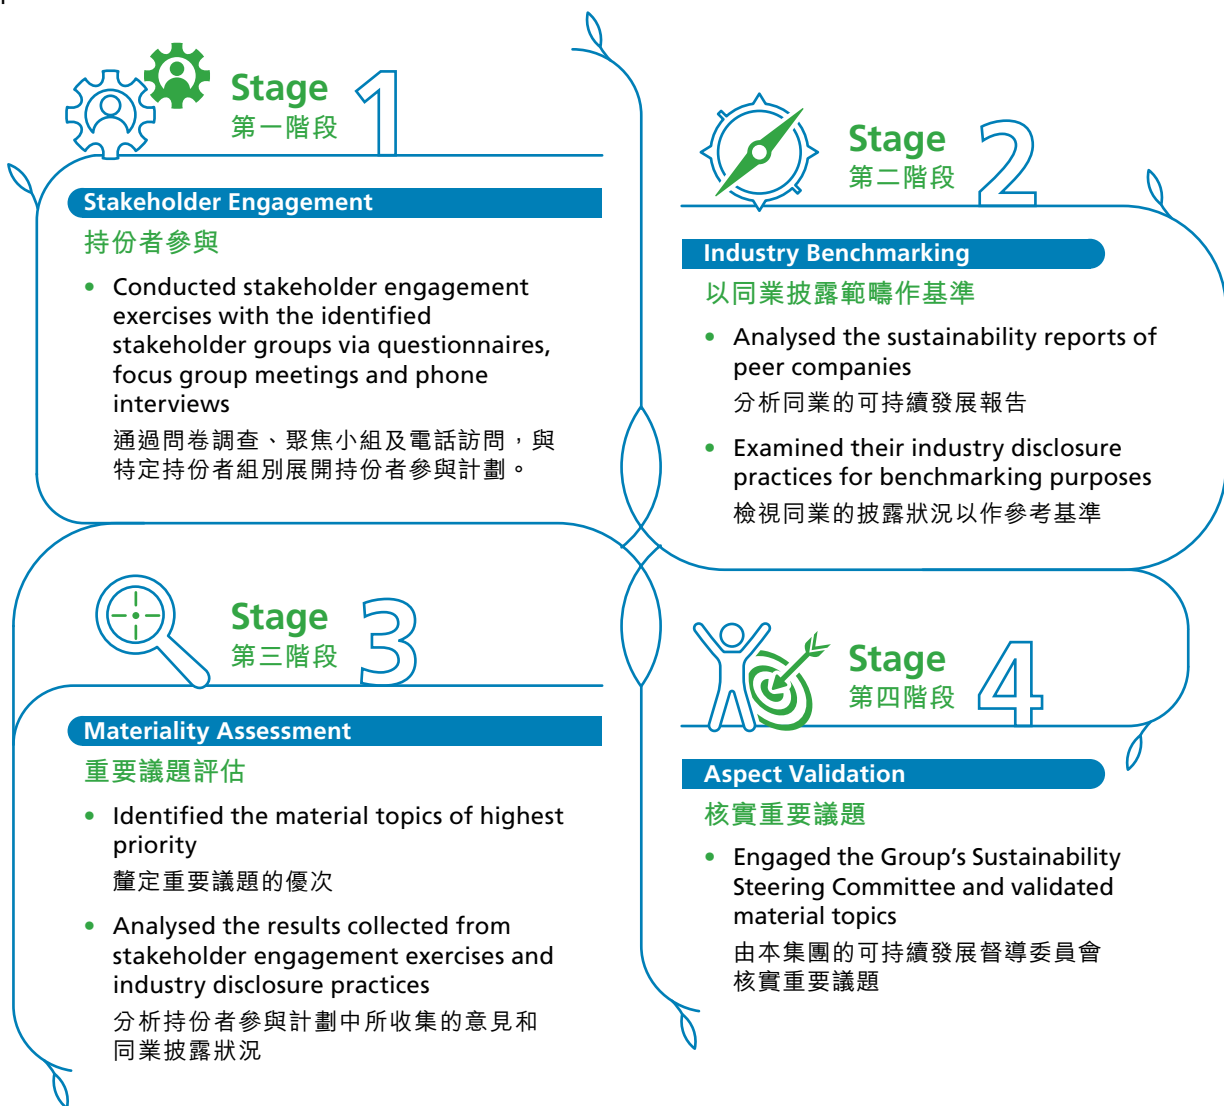 Stage
第一階段
1
Stakeholder Engagement
持份者參與
• Conducted stakeholder engagement
exercises with the identified
stakeholder groups via questionnaires,
focus group meetings and phone
interviews
通過問卷調查、聚焦小組及電話訪問，與
特定持份者組別展開持份者參與計劃。
Stage
第二階段
2
Industry Benchmarking
以同業披露範疇作基準
• Analysed the sustainability reports of
peer companies
分析同業的可持續發展報告
• Examined their industry disclosure
practices for benchmarking purposes
檢視同業的披露狀況以作參考基準
Stage
第三階段
3
Materiality Assessment
重要議題評估
• Identified the material topics of highest
priority
釐定重要議題的優次
• Analysed the results collected from
stakeholder engagement exercises and
industry disclosure practices
分析持份者參與計劃中所收集的意見和
同業披露狀況
Stage
第四階段
4
Aspect Validation
核實重要議題
• Engaged the Group’s Sustainability
Steering Committee and validated
material topics
由本集團的可持續發展督導委員會
核實重要議題